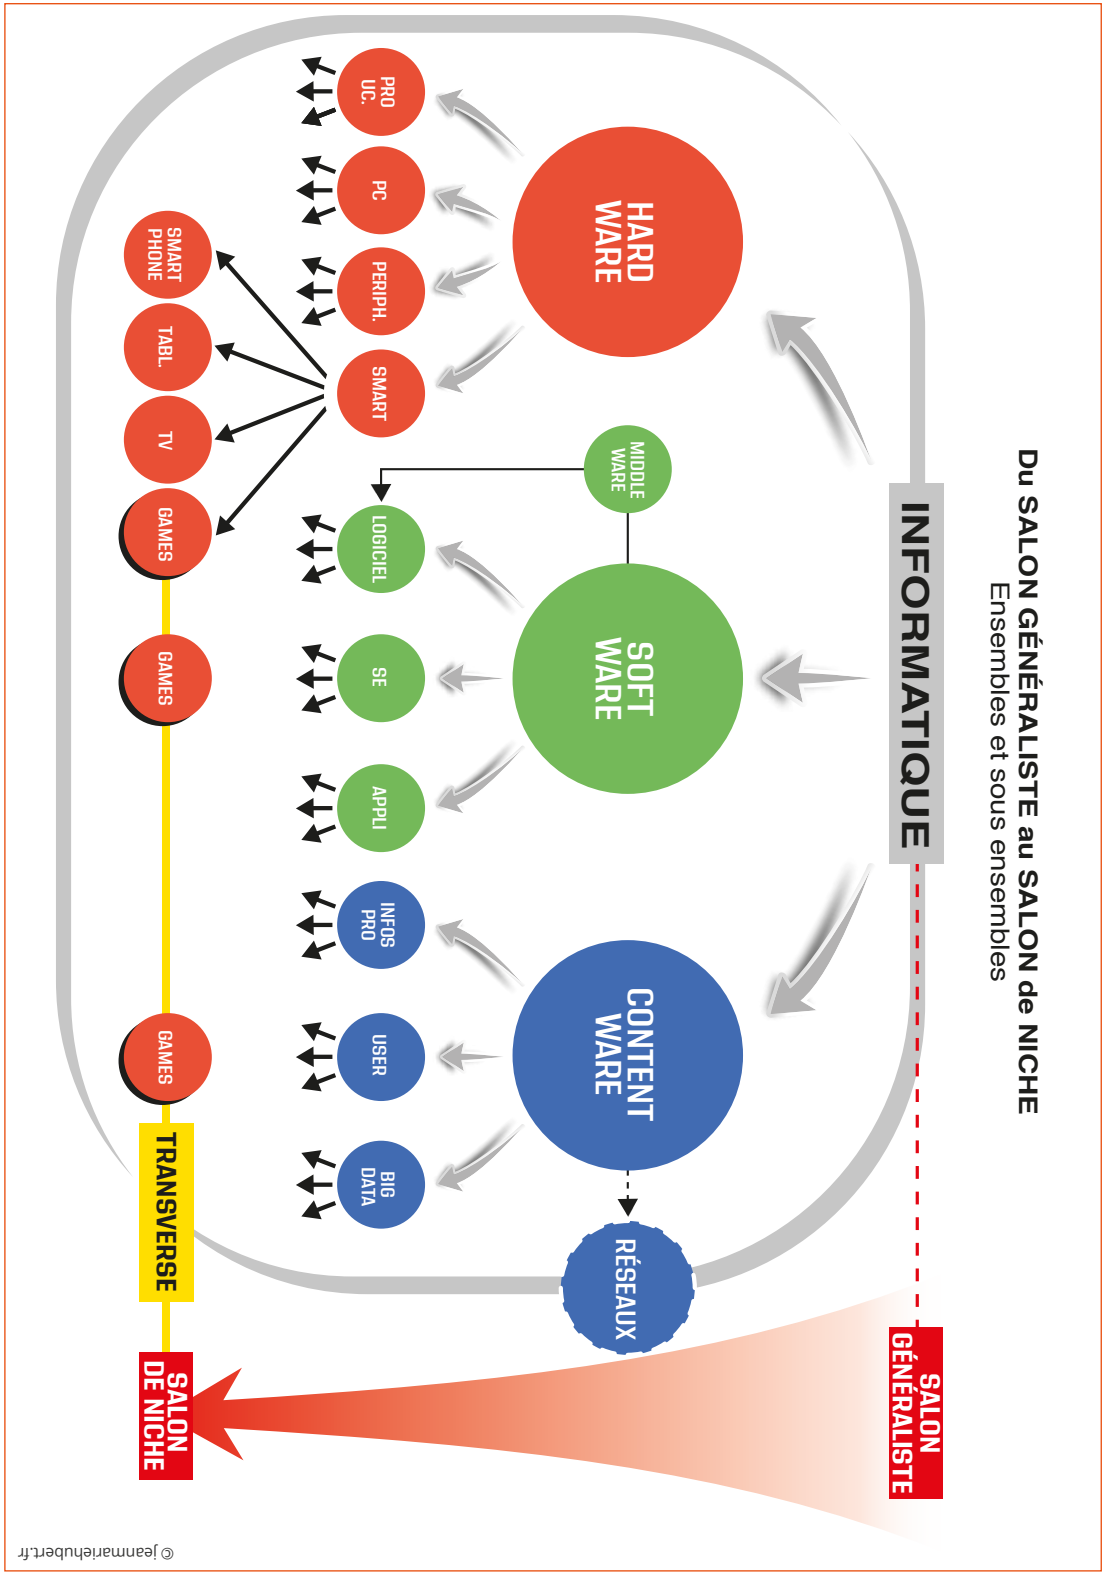 Du SALON GÉNÉRALISTE au SALON de NICHE
Ensembles et sous ensembles
INFORMATIQUE
SALON
GÉNÉRALISTE
HARD
WARE
MIDDLE
WARE
SOFT
WARE
CONTENT
WARE
RÉSEAUX
PRO
UC.
PC
PERIPH.
SMART
LOGICIEL
SE
APPLI
INFOS
PRO
USER
BIG
DATA
SMART
PHONE
TABL.
TV
GAMES
GAMES
GAMES
TRANSVERSE
SALON
DE NICHE
© jeanmariehubert.fr